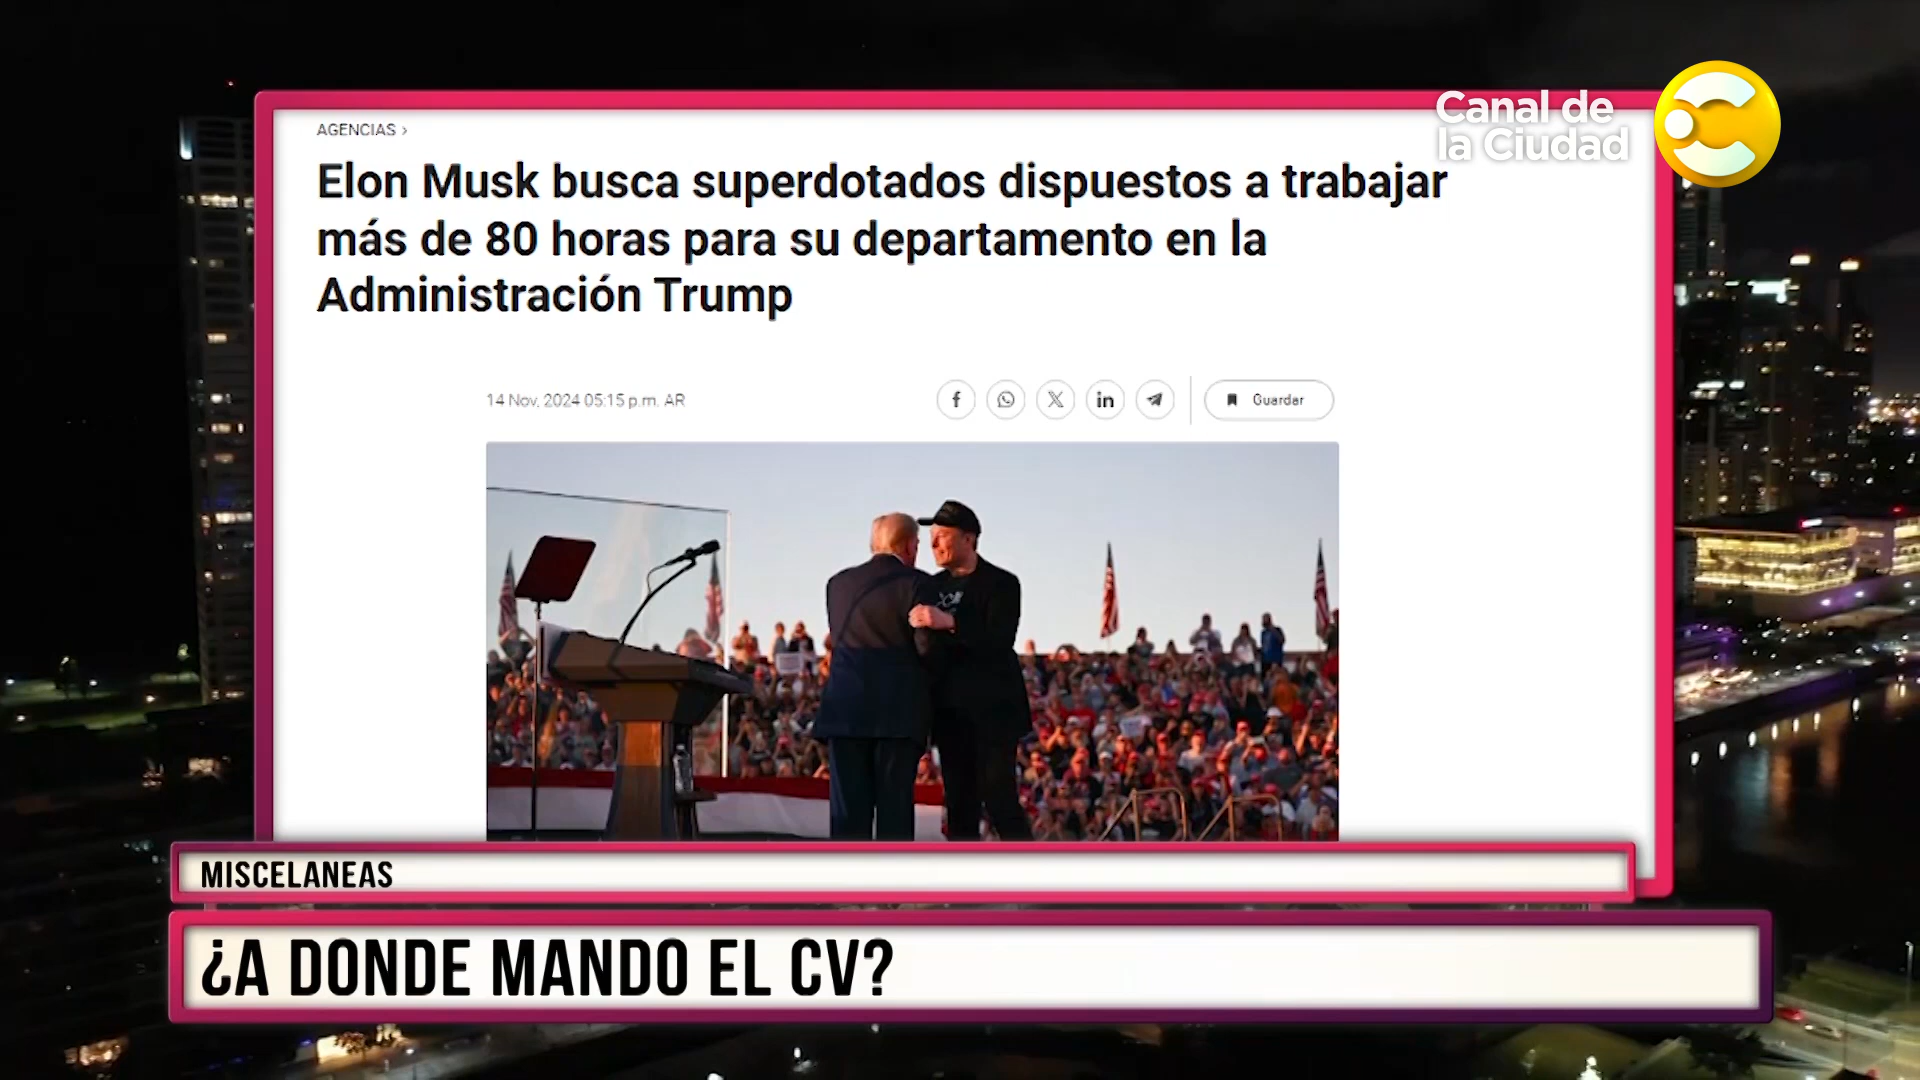 Canal de
la Ciudad
AGENCIAS ›
Elon Musk busca superdotados dispuestos a trabajar
más de 80 horas para su departamento en la
Administración Trump
14 Nov, 2024 05:15 p.m. AR
Guardar
MISCELANEAS
¿A DONDE MANDO EL CV?